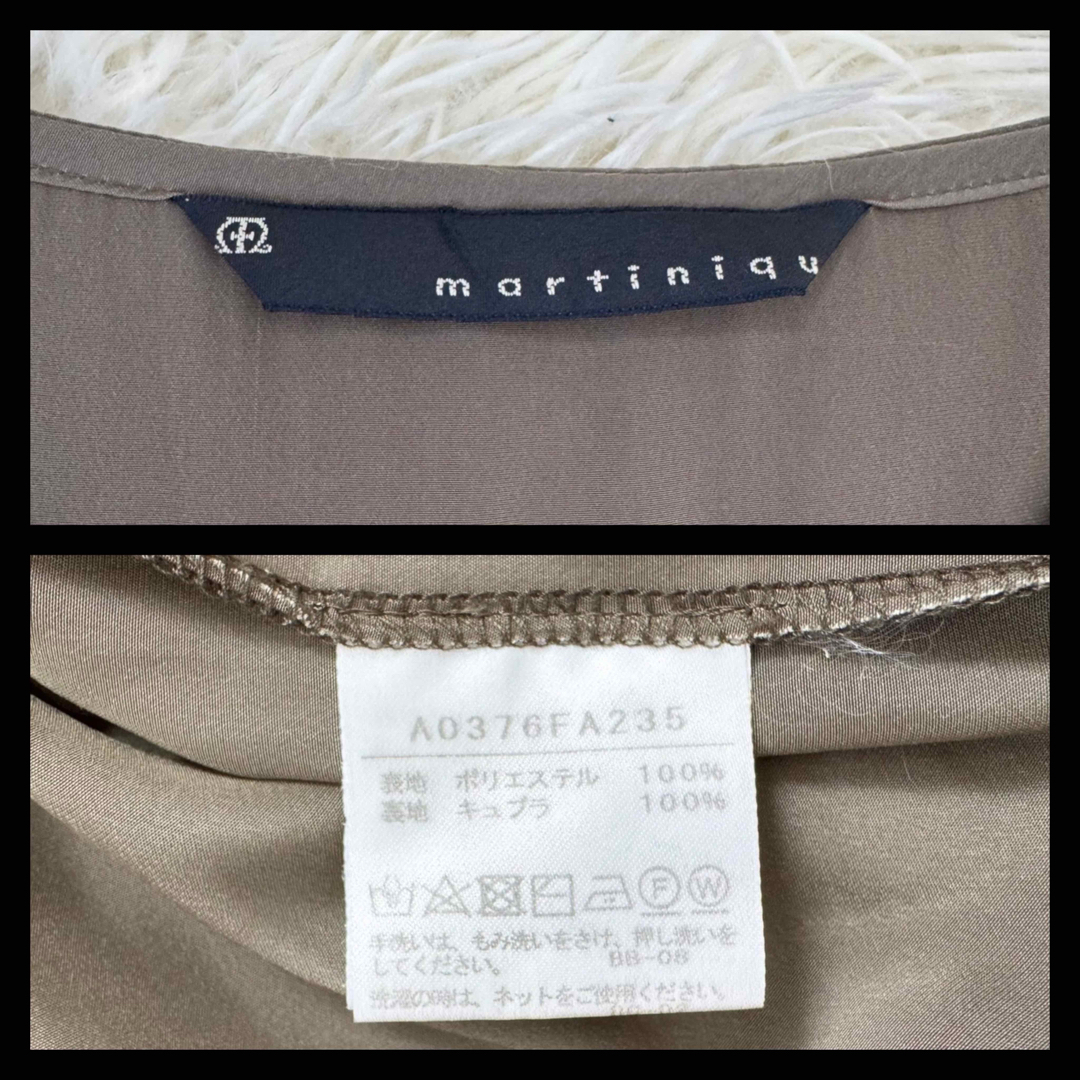 martiniqu
A0376FA235
表地 ポリエステル 100%
裏地 キュプラ 100%
F W
手洗いは、もみ洗いをさけ、押し洗いを
してください。 BB-08
洗濯の時は、ネットをご使用ください。